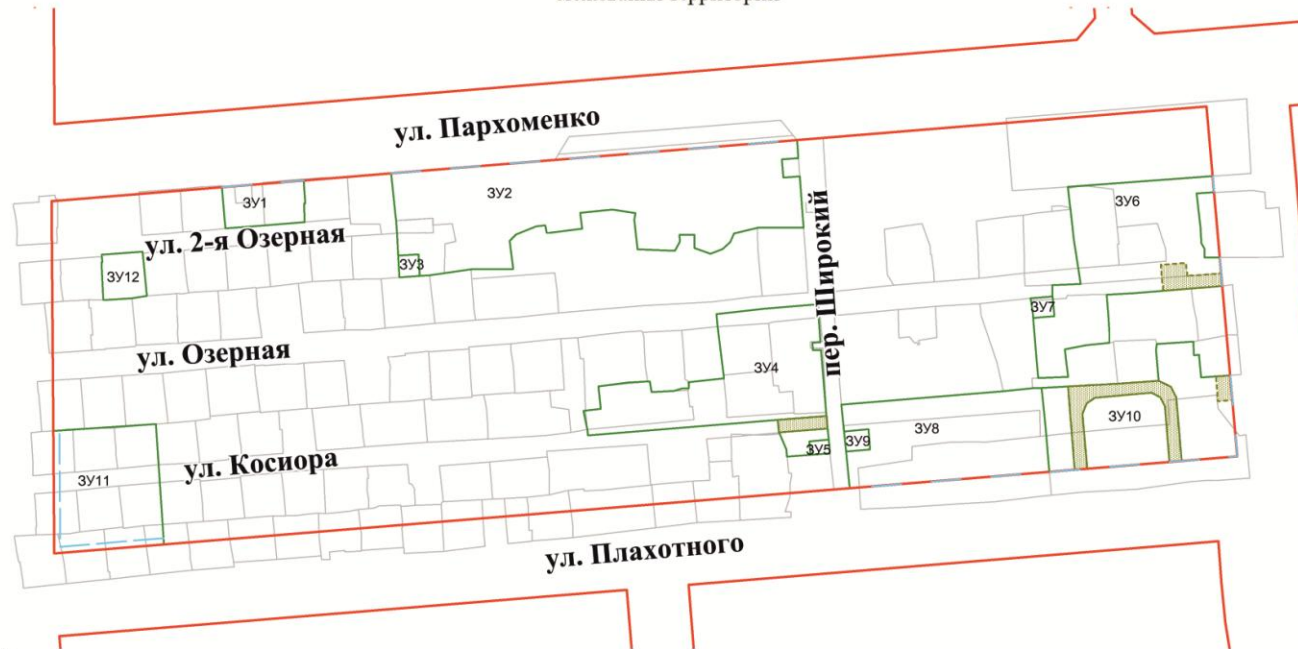 ул. Пархоменко
ЗУ2
ЗУ1
ЗУ6
ул. 2-я Озерная
ЗУ3
ЗУ12
пер. Широкий
ЗУ7
ул. Озерная
ЗУ4
ЗУ10
ЗУ8
ЗУ9
ЗУ5
ул. Косиора
ЗУ11
ул. Плахотного